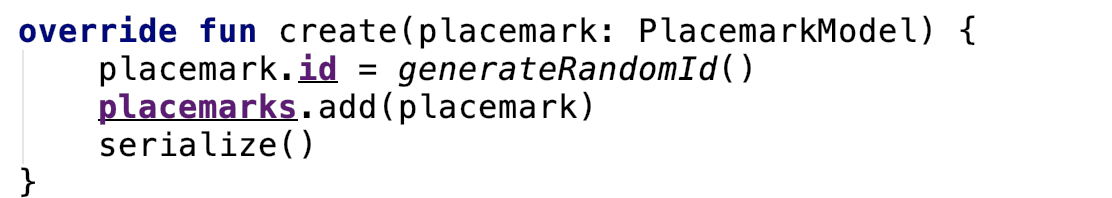 override fun create(placemark: PlacemarkModel) {
    placemark.id = generateRandomId()
    placemarks.add(placemark)
    serialize()
}